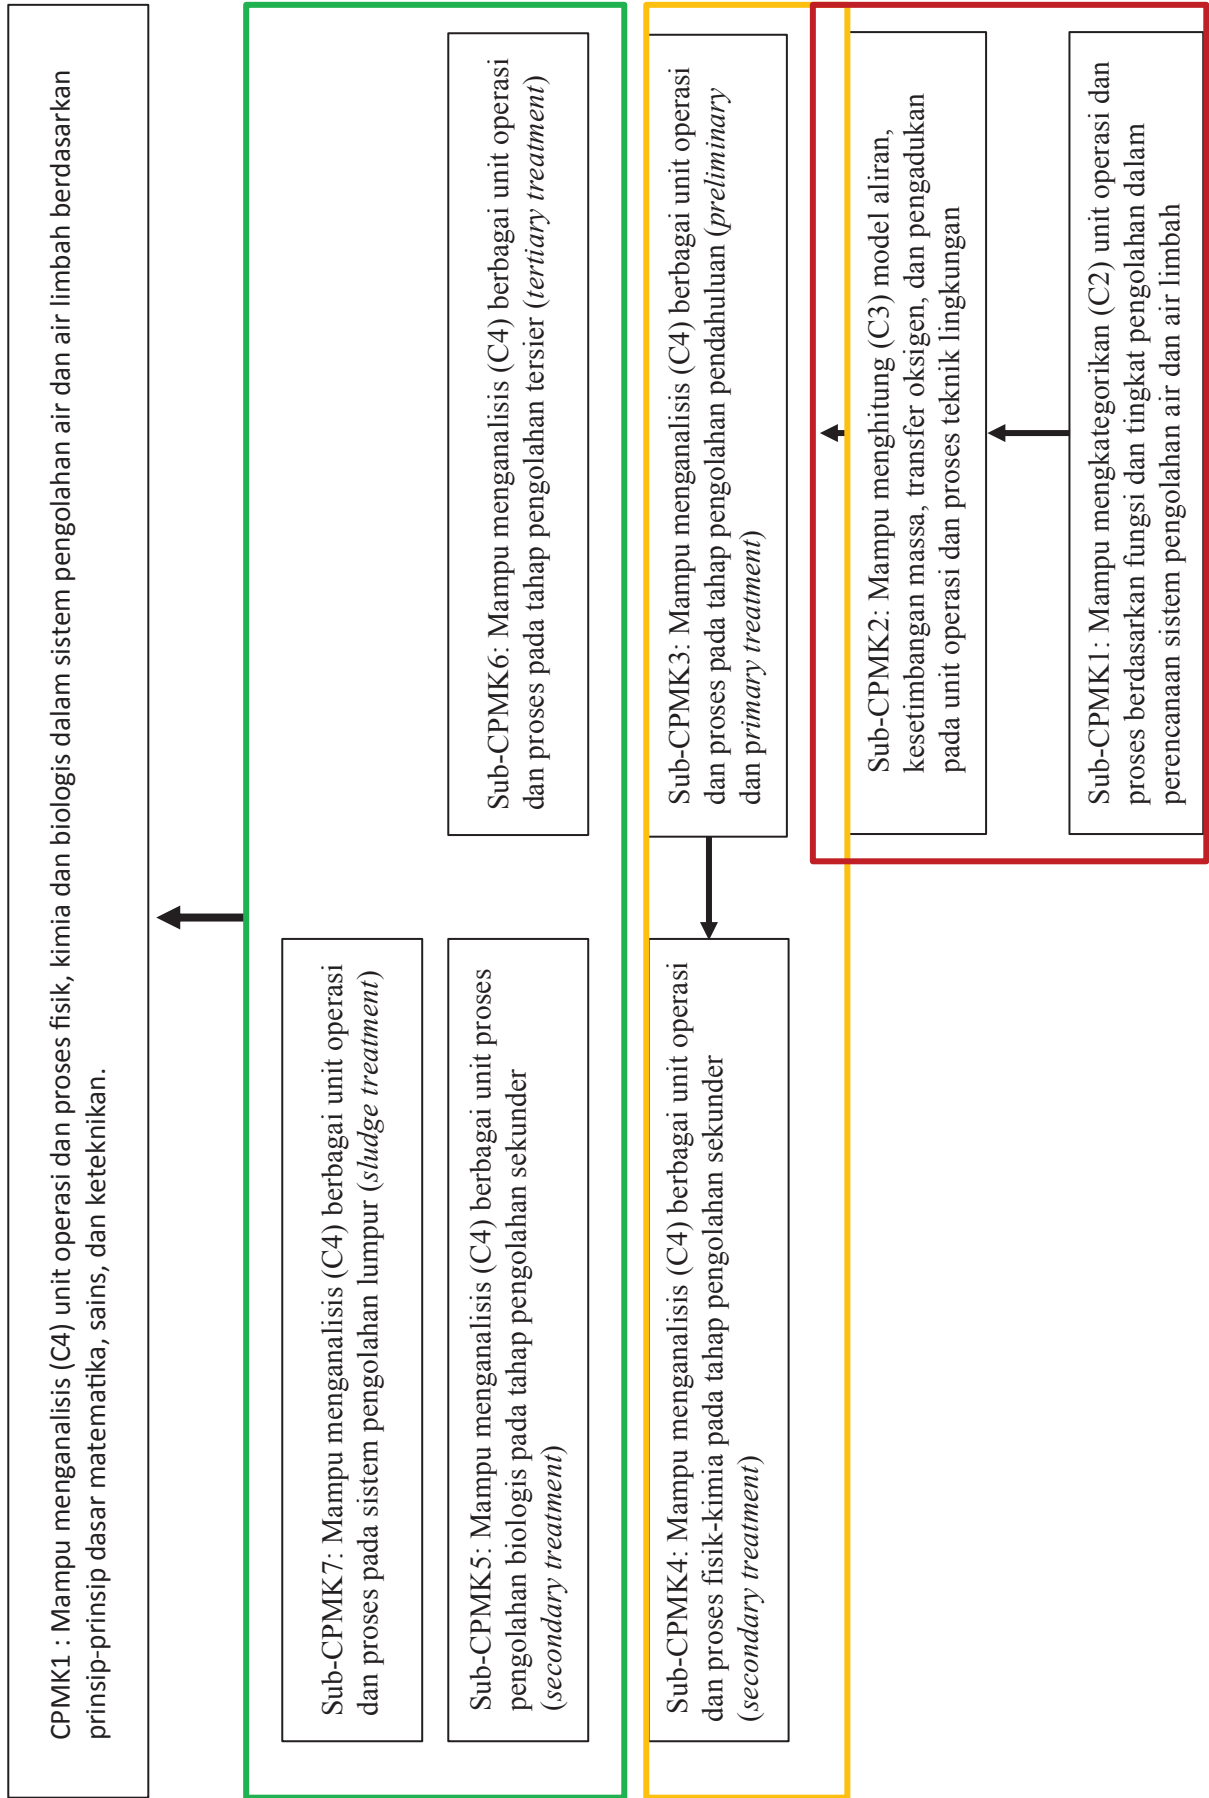 CPMK1 : Mampu menganalisis (C4) unit operasi dan proses fisik, kimia dan biologis dalam sistem pengolahan air dan air limbah berdasarkan
prinsip-prinsip dasar matematika, sains, dan keteknikan.
Sub-CPMK7: Mampu menganalisis (C4) berbagai unit operasi
dan proses pada sistem pengolahan lumpur (sludge treatment)
Sub-CPMK5: Mampu menganalisis (C4) berbagai unit proses
pengolahan biologis pada tahap pengolahan sekunder
(secondary treatment)
Sub-CPMK6: Mampu menganalisis (C4) berbagai unit operasi
dan proses pada tahap pengolahan tersier (tertiary treatment)
Sub-CPMK4: Mampu menganalisis (C4) berbagai unit operasi
dan proses fisik-kimia pada tahap pengolahan sekunder
(secondary treatment)
Sub-CPMK3: Mampu menganalisis (C4) berbagai unit operasi
dan proses pada tahap pengolahan pendahuluan (preliminary
dan primary treatment)
Sub-CPMK2: Mampu menghitung (C3) model aliran,
kesetimbangan massa, transfer oksigen, dan pengadukan
pada unit operasi dan proses teknik lingkungan
Sub-CPMK1: Mampu mengkategorikan (C2) unit operasi dan
proses berdasarkan fungsi dan tingkat pengolahan dalam
perencanaan sistem pengolahan air dan air limbah